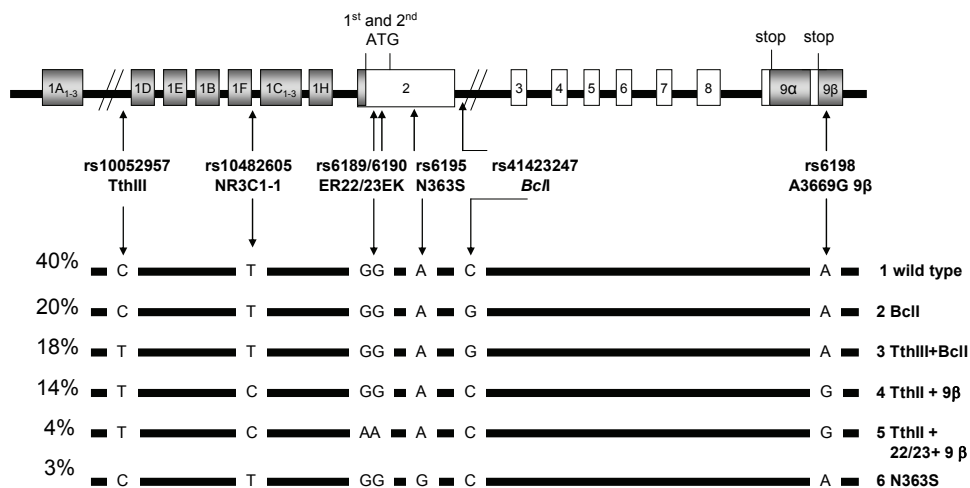 1st and 2nd
ATG
stop stop
1A1-3 1D 1E 1B 1F 1C1-3 1H 2 3 4 5 6 7 8 9α 9β
rs10052957 rs10482605 rs6189/6190 rs6195 rs41423247 rs6198
TthIII NR3C1-1 ER22/23EK N363S BclI A3669G 9β
40% C T GG A C A 1 wild type
20% C T GG A G A 2 BclI
18% T T GG A G A 3 TthIII+BclI
14% T C GG A C G 4 TthII + 9β
4% T C AA A C G 5 TthII +
22/23+ 9 β
3% C T GG G C A 6 N363S